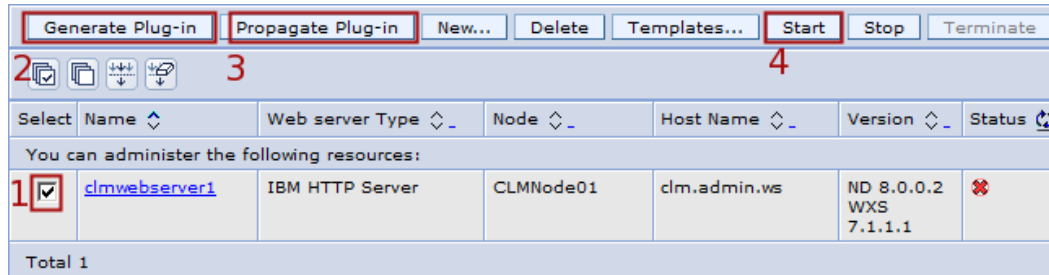 Generate Plug-in Propagate Plug-in New... Delete Templates... Start Stop Terminate
2 3 4
Select Name Web server Type Node Host Name Version Status
You can administer the following resources:
1 clmwebserver1 IBM HTTP Server CLMNode01 clm.admin.ws ND 8.0.0.2
WXS
7.1.1.1
Total 1